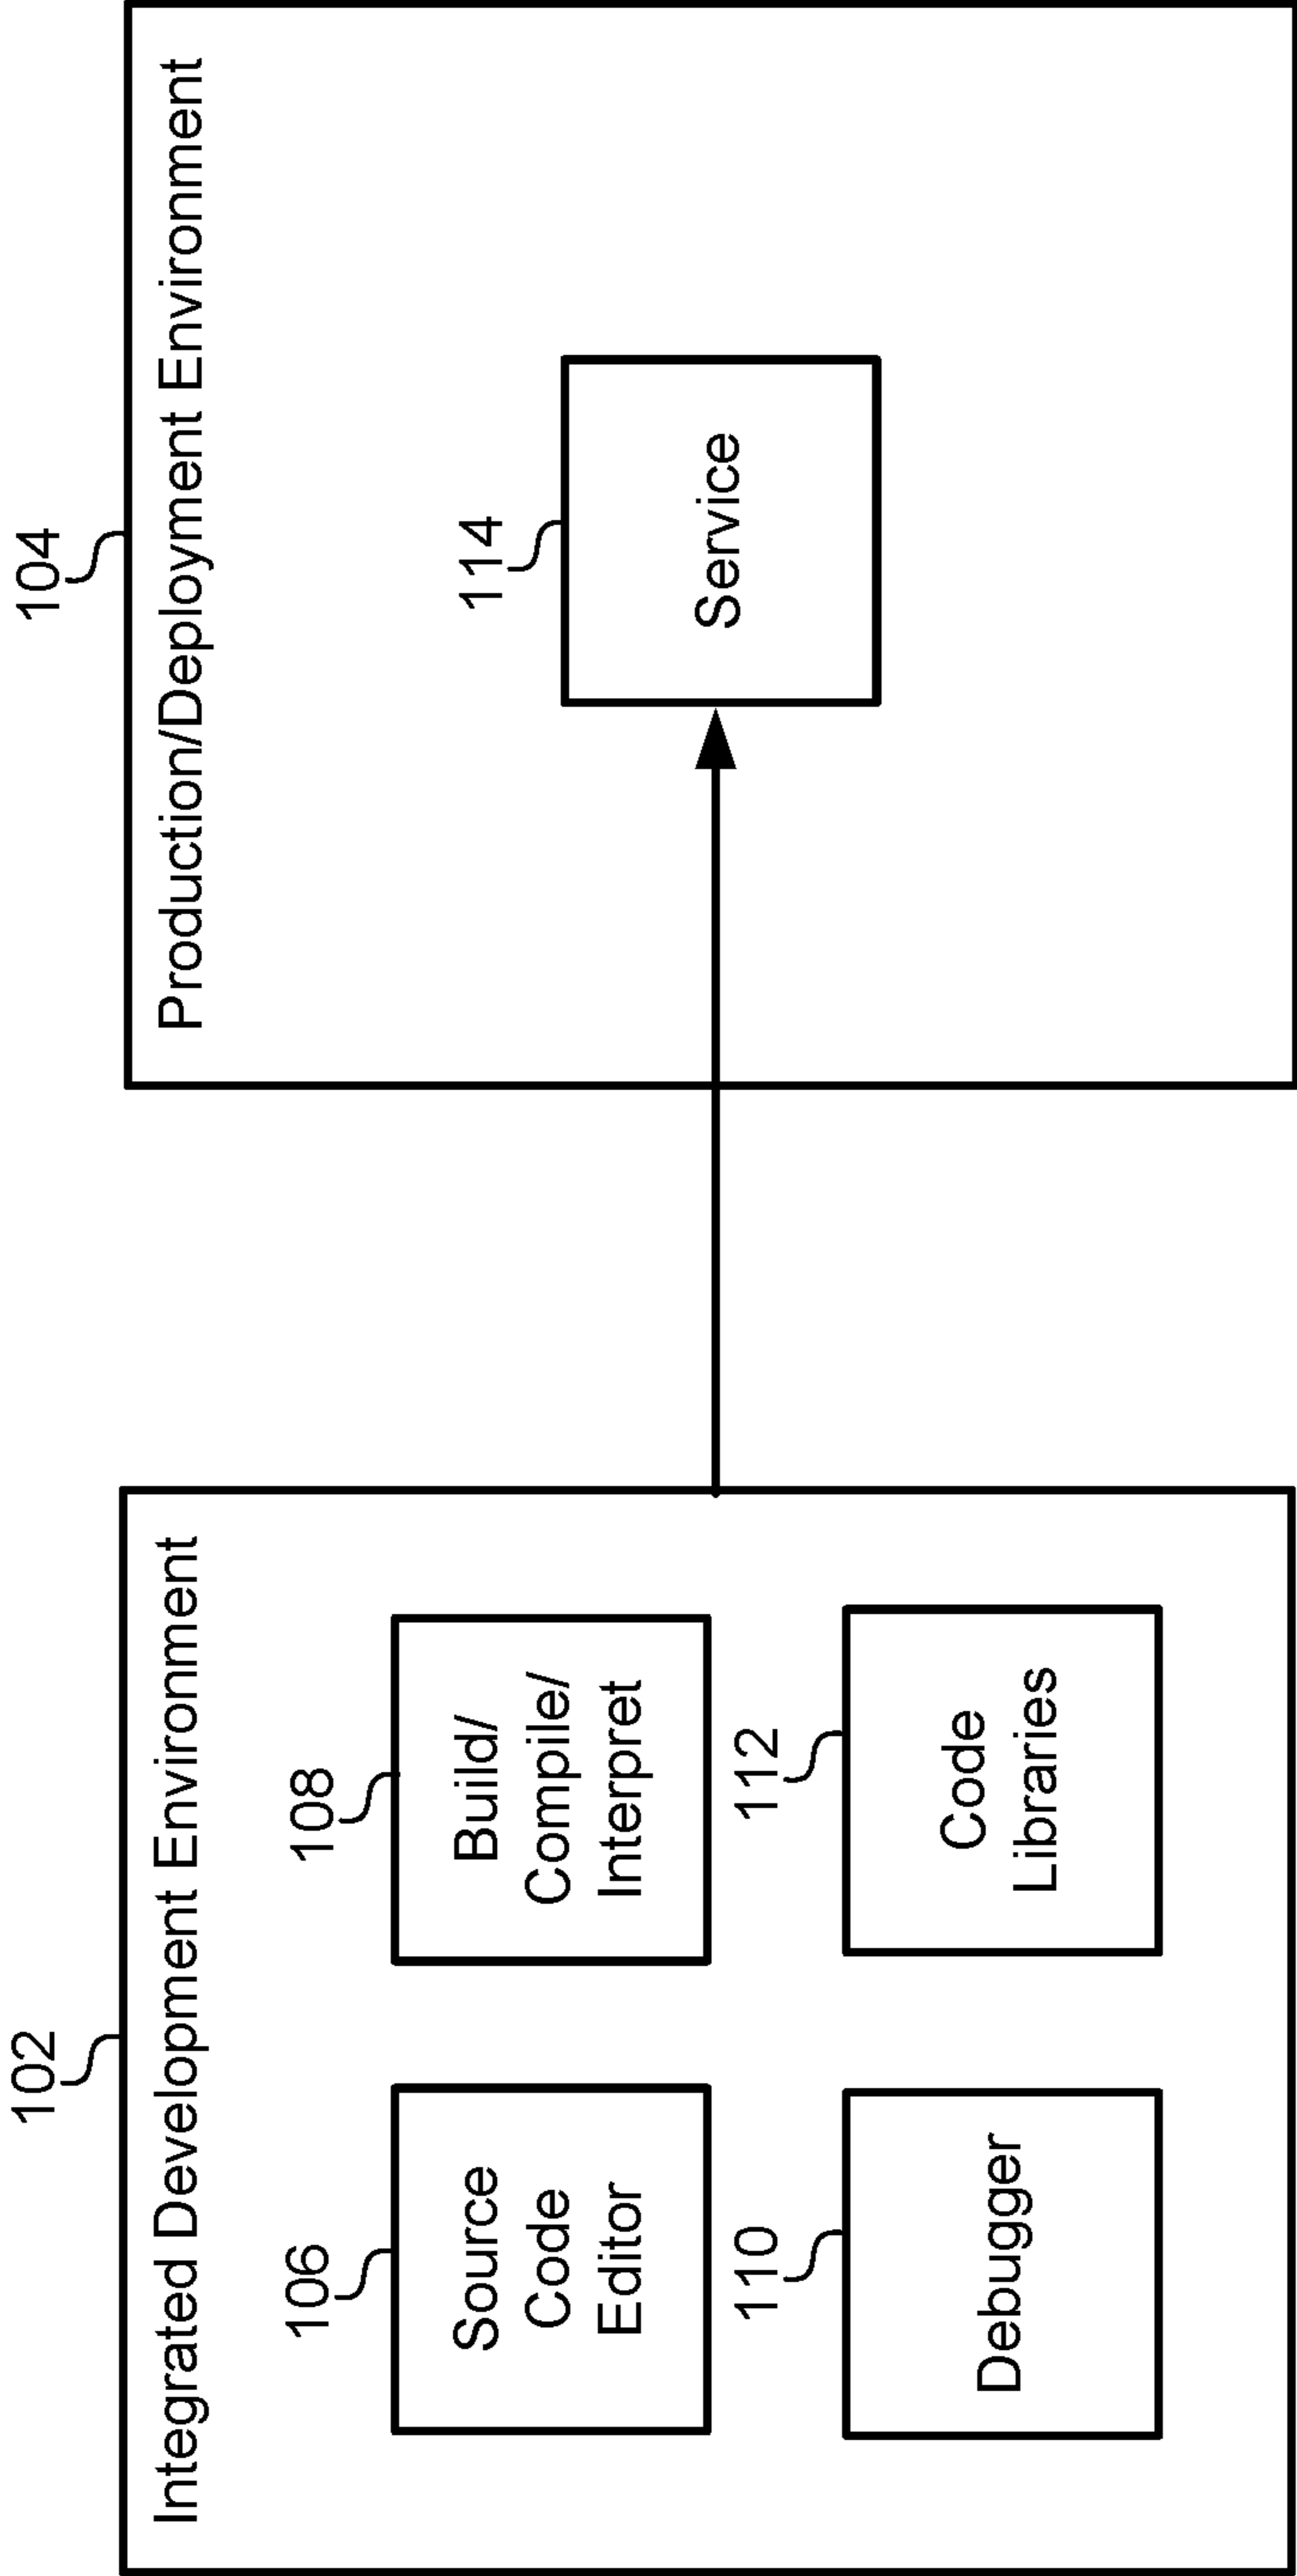 102
Integrated Development Environment
106
Source
Code
Editor
108
Build/
Compile/
Interpret
110
Debugger
112
Code
Libraries
104
Production/Deployment Environment
114
Service